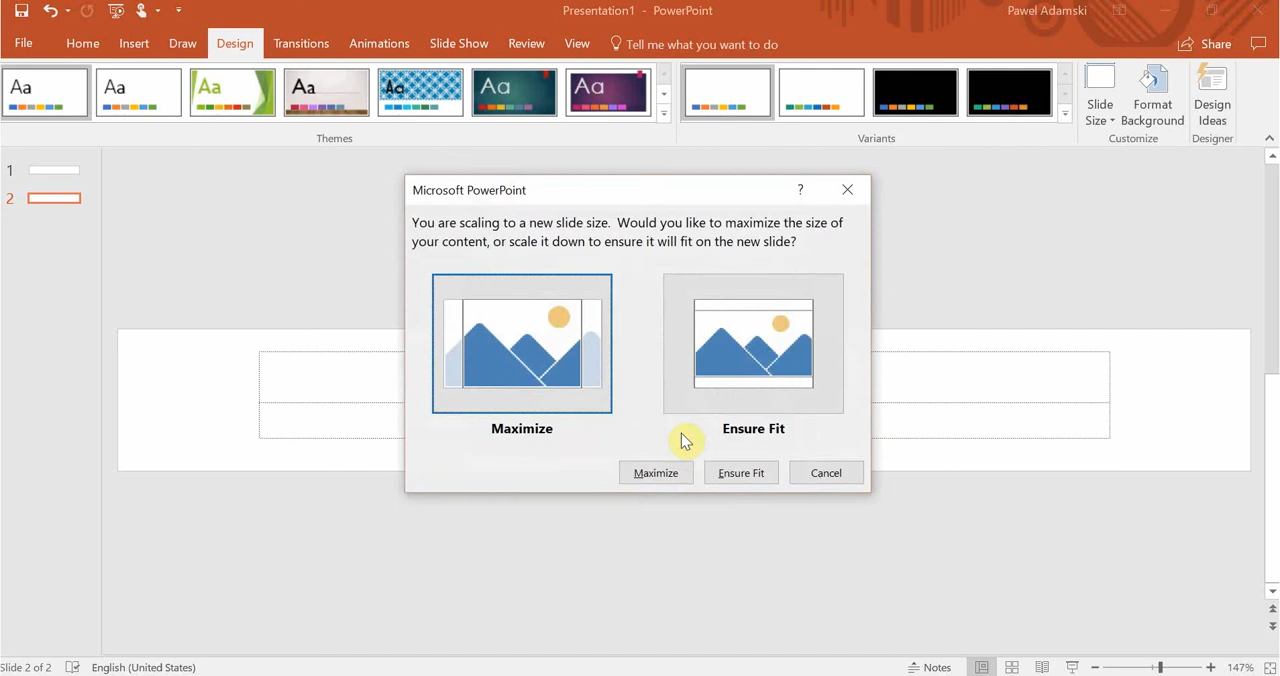 Presentation1 - PowerPoint
Pawel Adamski
File Home Insert Draw Design Transitions Animations Slide Show Review View Tell me what you want to do Share
Aa Aa Aa Aa Aa Aa Aa
Slide Size Format Background Design Ideas
Themes Variants Customize Designer
1
2
Microsoft PowerPoint ?
You are scaling to a new slide size. Would you like to maximize the size of
your content, or scale it down to ensure it will fit on the new slide?
Maximize Ensure Fit
Maximize Ensure Fit Cancel
Slide 2 of 2 English (United States) Notes 147%